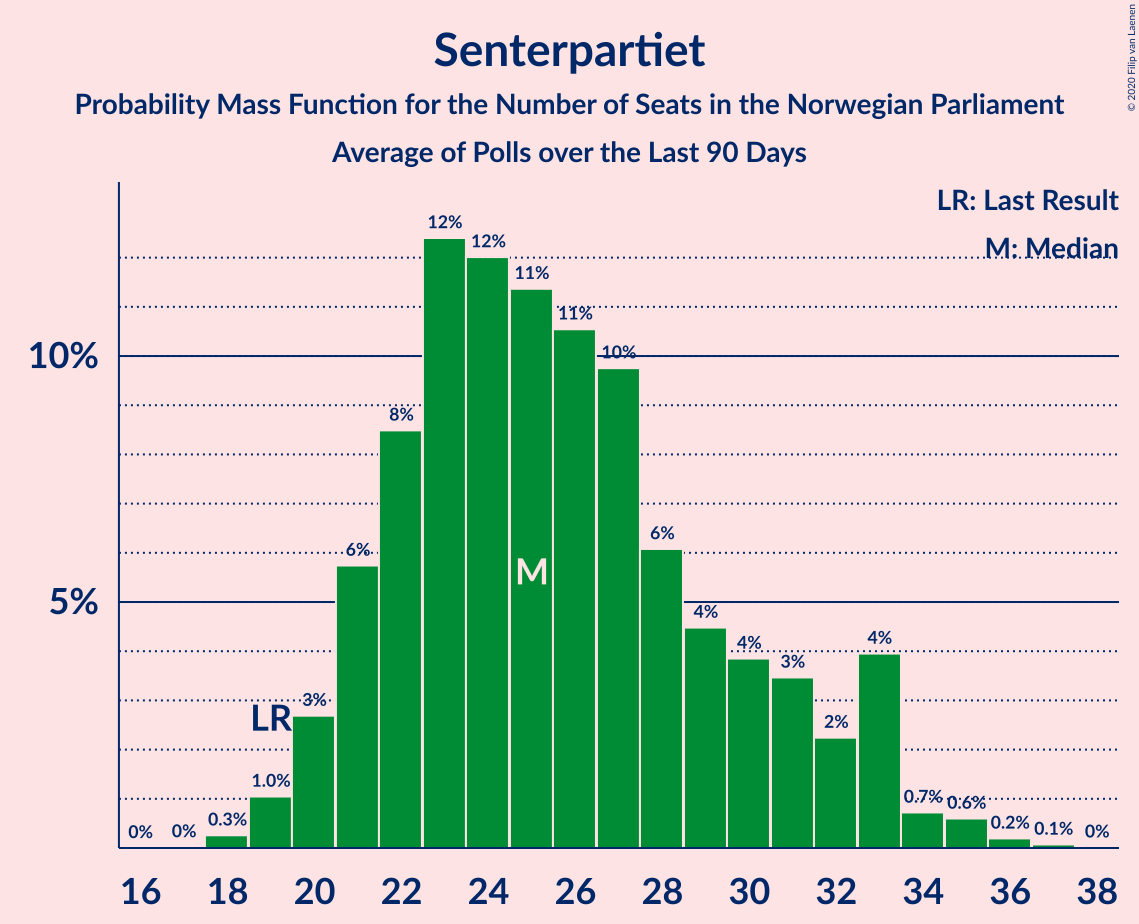 Senterpartiet
Probability Mass Function for the Number of Seats in the Norwegian Parliament
Average of Polls over the Last 90 Days
© 2020 Filip van Laenen
LR: Last Result
M: Median
10%
5%
0%
0%
0.3%
1.0%
LR
3%
6%
8%
12%
12%
11%
M
11%
10%
6%
4%
4%
3%
2%
4%
0.7%
0.6%
0.2%
0.1%
0%
16 18 20 22 24 26 28 30 32 34 36 38